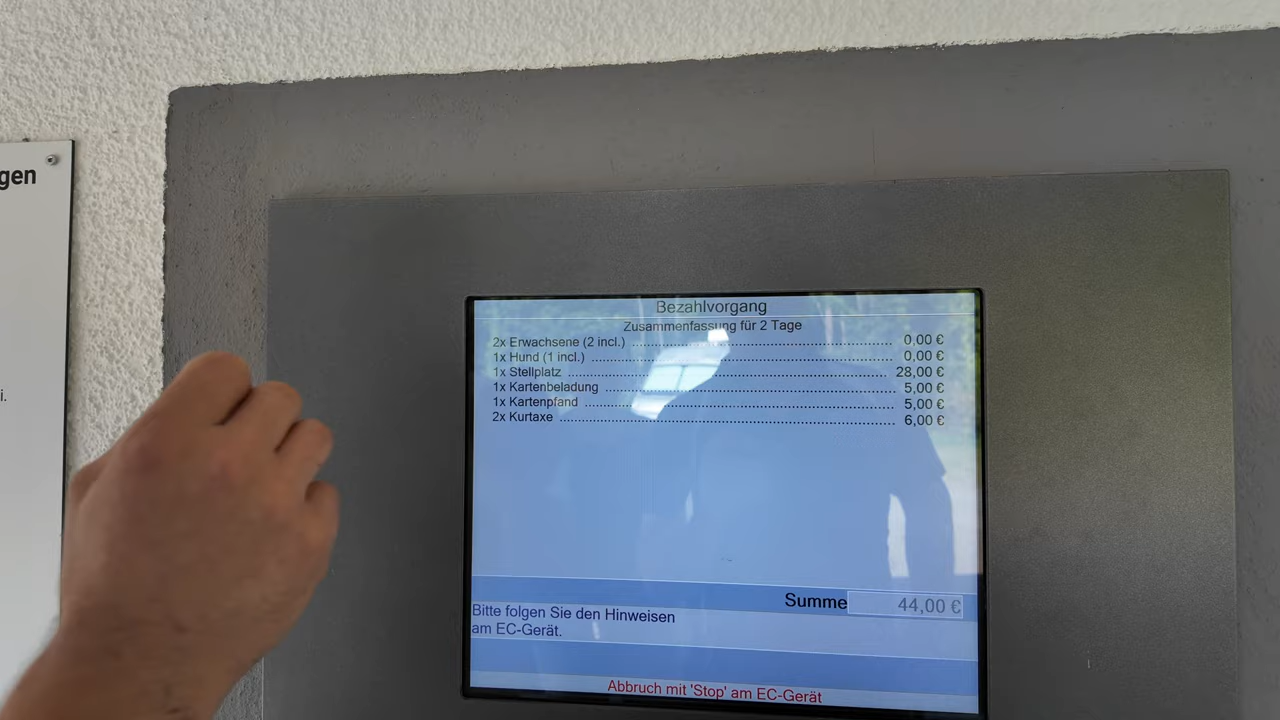 gen
i.
Bezahlvorgang
Zusammenfassung für 2 Tage
2x Erwachsene (2 incl.) 0,00 €
1x Hund (1 incl.) 0,00 €
1x Stellplatz 28,00 €
1x Kartenbeladung 5,00 €
1x Kartenpfand 5,00 €
2x Kurtaxe 6,00 €
Summe 44,00 €
Bitte folgen Sie den Hinweisen
am EC-Gerät.
Abbruch mit 'Stop' am EC-Gerät